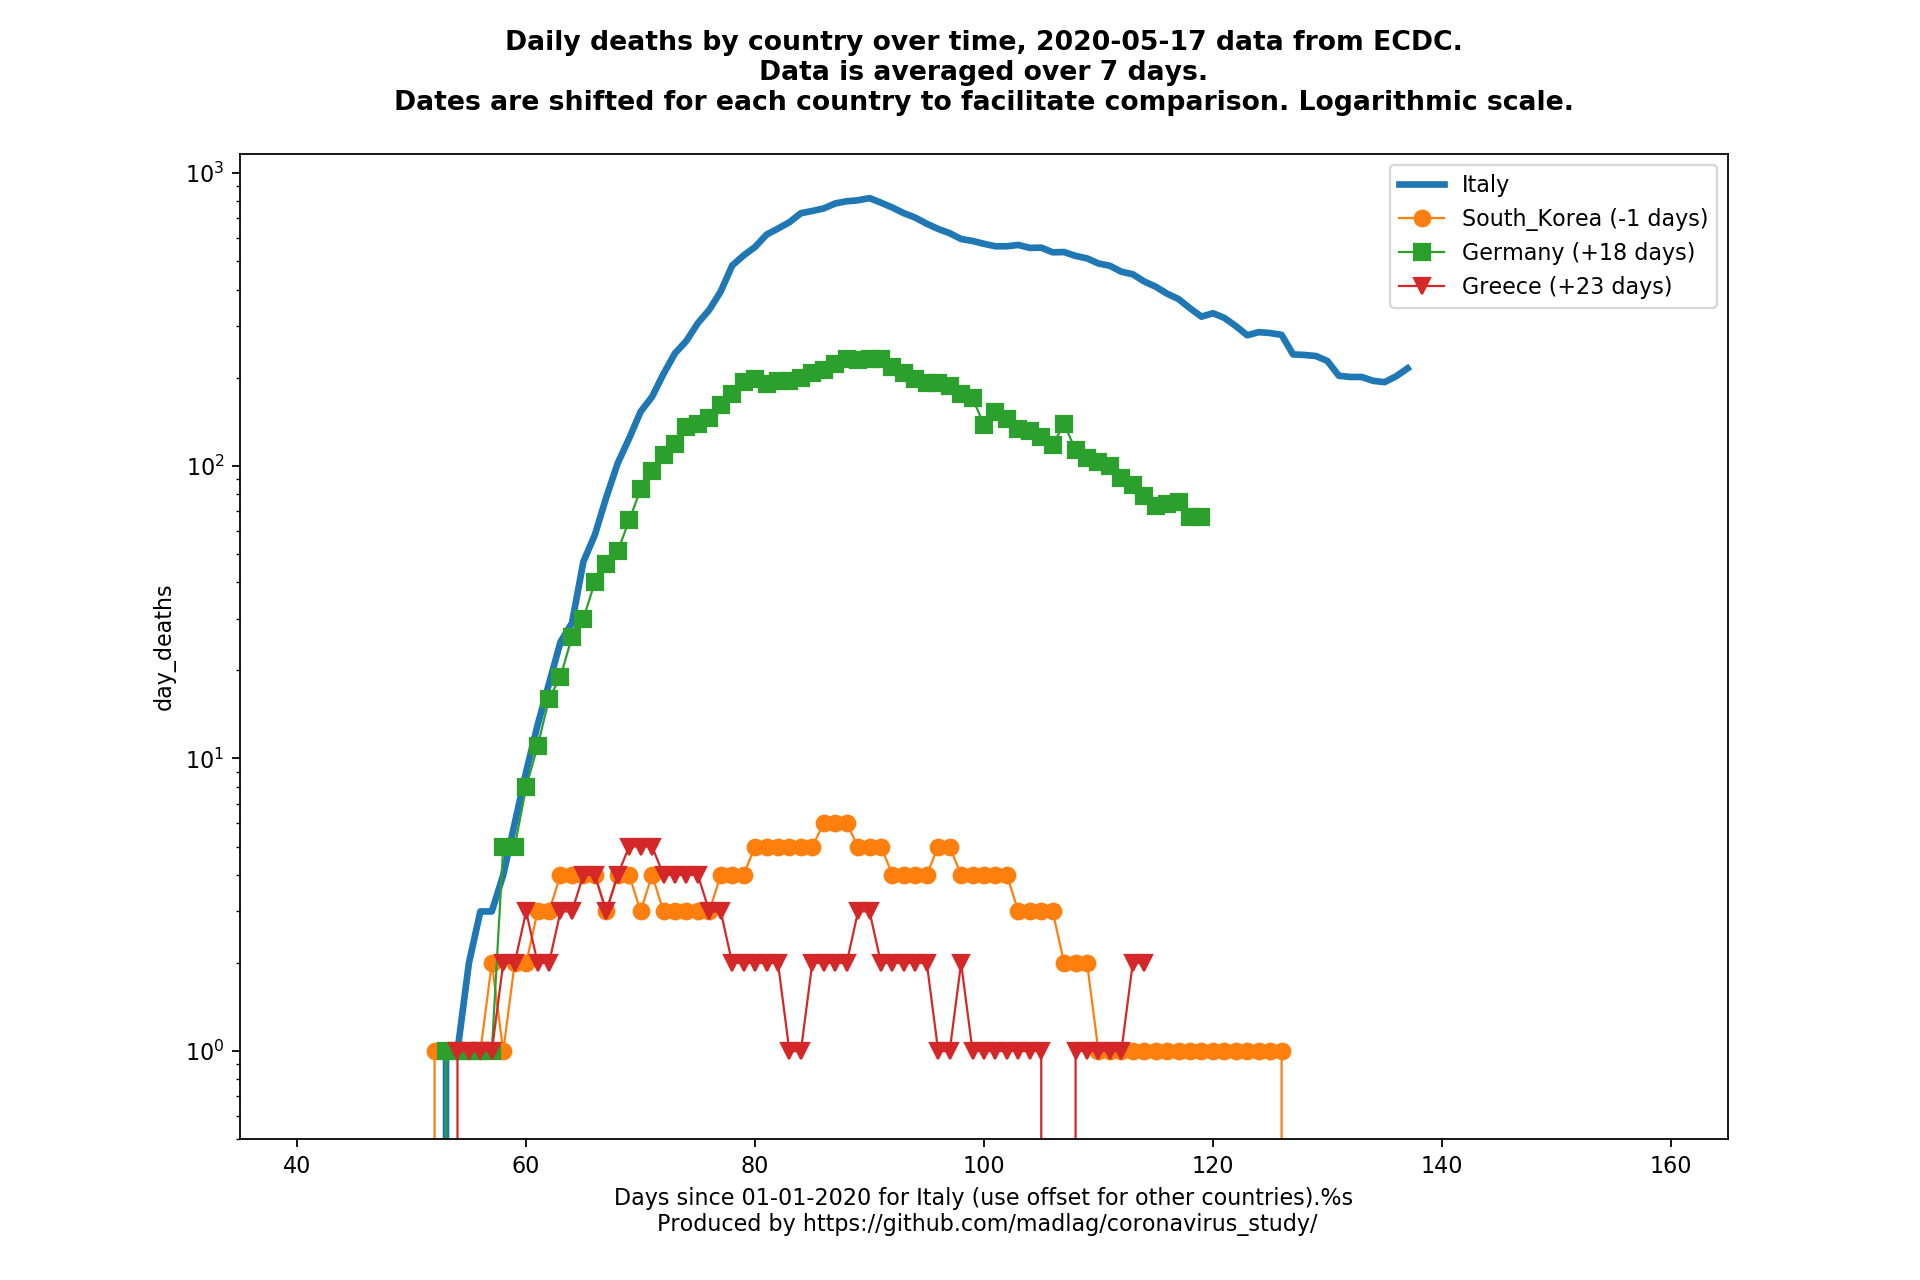 Daily deaths by country over time, 2020-05-17 data from ECDC.
Data is averaged over 7 days.
Dates are shifted for each country to facilitate comparison. Logarithmic scale.
10³
10²
10¹
10⁰
day_deaths
Italy
South_Korea (-1 days)
Germany (+18 days)
Greece (+23 days)
40 60 80 100 120 140 160
Days since 01-01-2020 for Italy (use offset for other countries).%s
Produced by https://github.com/madlag/coronavirus_study/